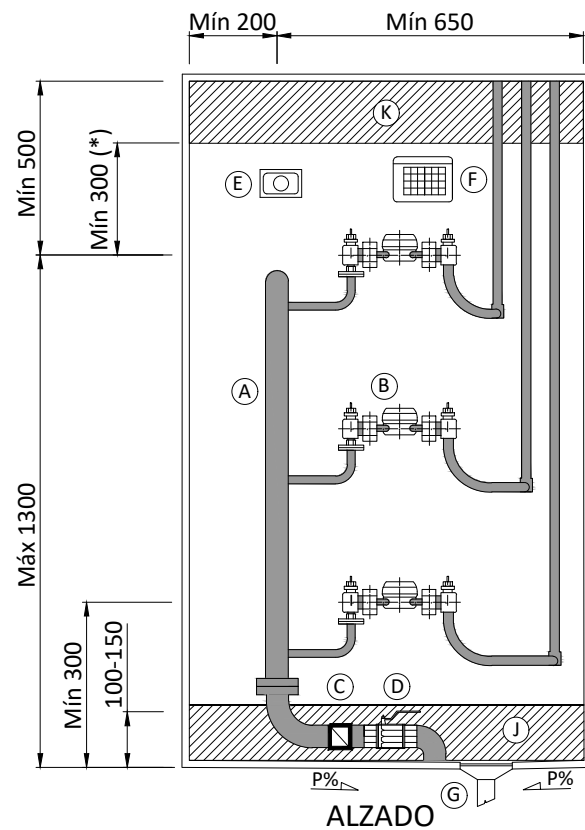 Mín 200
Mín 650
K
Mín 500
Mín 300 (*)
E
F
A
B
Máx 1300
Mín 300
100-150
C
D
J
P%
G
P%
ALZADO